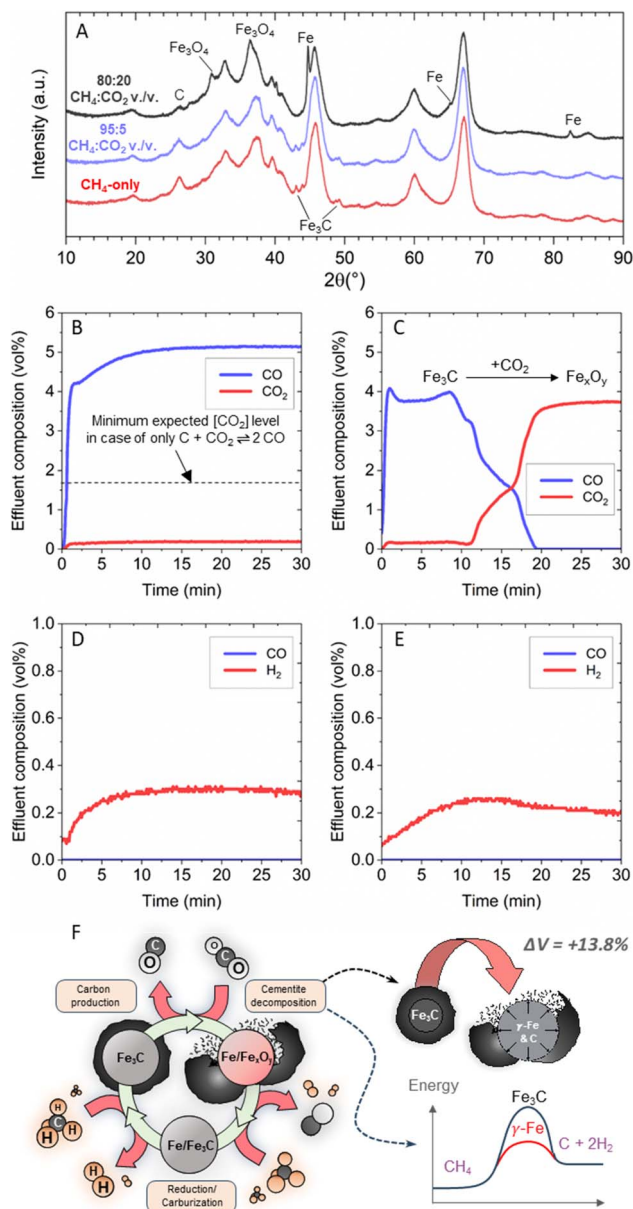 A
Fe3O4
Fe3O4
Fe
Fe
Fe
C
80:20
CH4:CO2 v./v.
95:5
CH4:CO2 v./v.
CH4-only
Fe3C
Intensity (a.u.)
10 20 30 40 50 60 70 80 90
2θ(°)
B
Effluent composition (vol%)
6
5
4
3
2
1
0
CO
CO2
Minimum expected [CO2] level
in case of only C + CO2 ⇌ 2 CO
0 5 10 15 20 25 30
Time (min)
C
Effluent composition (vol%)
6
5
4
3
2
1
0
Fe3C +CO2 FexOy
CO
CO2
0 5 10 15 20 25 30
Time (min)
D
Effluent composition (vol%)
1.0
0.8
0.6
0.4
0.2
0.0
CO
H2
0 5 10 15 20 25 30
Time (min)
E
Effluent composition (vol%)
1.0
0.8
0.6
0.4
0.2
0.0
CO
H2
0 5 10 15 20 25 30
Time (min)
F
C
O
O
C
O
Carbon
production
Cementite
decomposition
Fe3C
Fe/FexOy
Fe/Fe3C
H
H
C
H
H
H
H
Reduction/
Carburization
ΔV = +13.8%
Fe3C
γ-Fe
& C
Energy
Fe3C
γ-Fe
CH4
C + 2H2